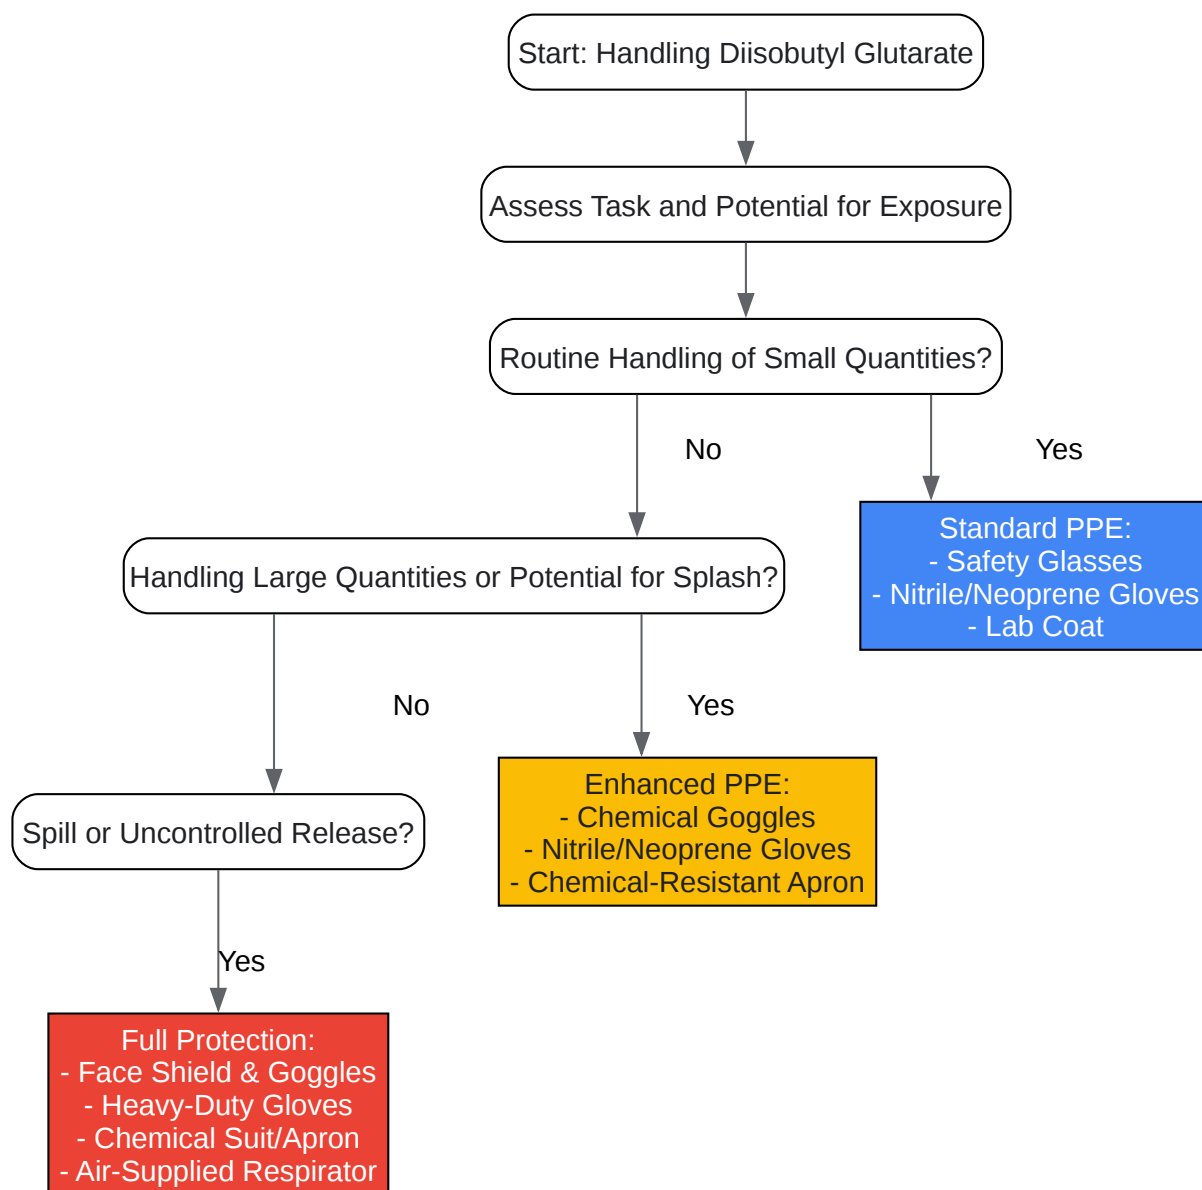 Start: Handling Diisobutyl Glutarate
Assess Task and Potential for Exposure
Routine Handling of Small Quantities?
No
Yes
Standard PPE:
- Safety Glasses
- Nitrile/Neoprene Gloves
- Lab Coat
Handling Large Quantities or Potential for Splash?
No
Yes
Enhanced PPE:
- Chemical Goggles
- Nitrile/Neoprene Gloves
- Chemical-Resistant Apron
Spill or Uncontrolled Release?
Yes
Full Protection:
- Face Shield & Goggles
- Heavy-Duty Gloves
- Chemical Suit/Apron
- Air-Supplied Respirator